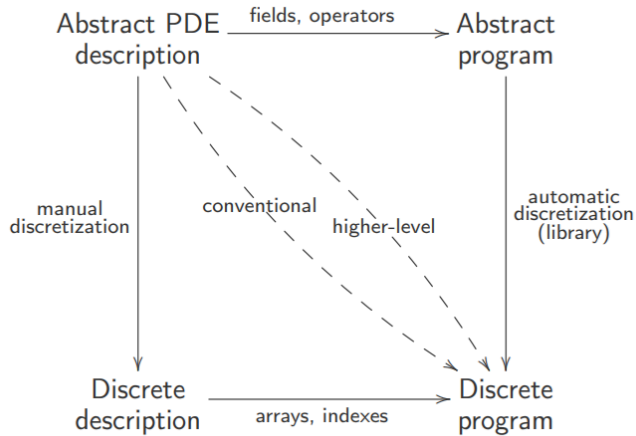 Abstract PDE
description
fields, operators
Abstract
program
manual
discretization
conventional
higher-level
automatic
discretization
(library)
Discrete
description
arrays, indexes
Discrete
program